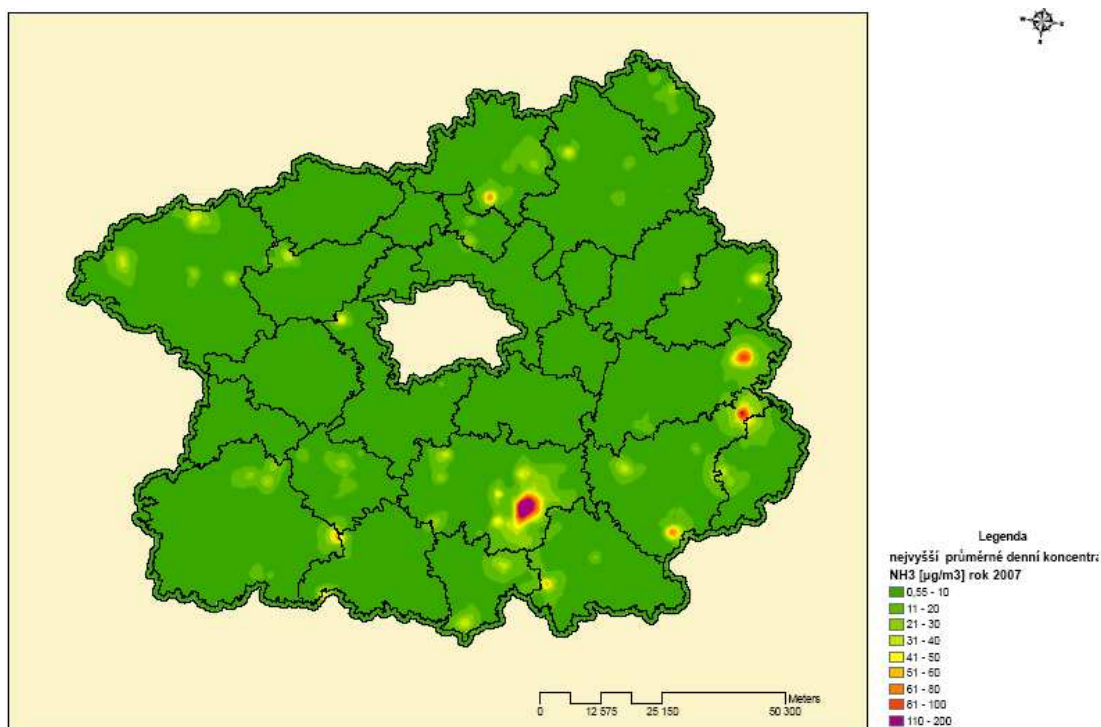 Legenda
nejvyšší průměrné denní koncentra
NH3 [µg/m3] rok 2007
0,55 - 10
11 - 20
21 - 30
31 - 40
41 - 50
51 - 60
61 - 80
81 - 100
110 - 200
Meters
0 12 575 25 150 50 300